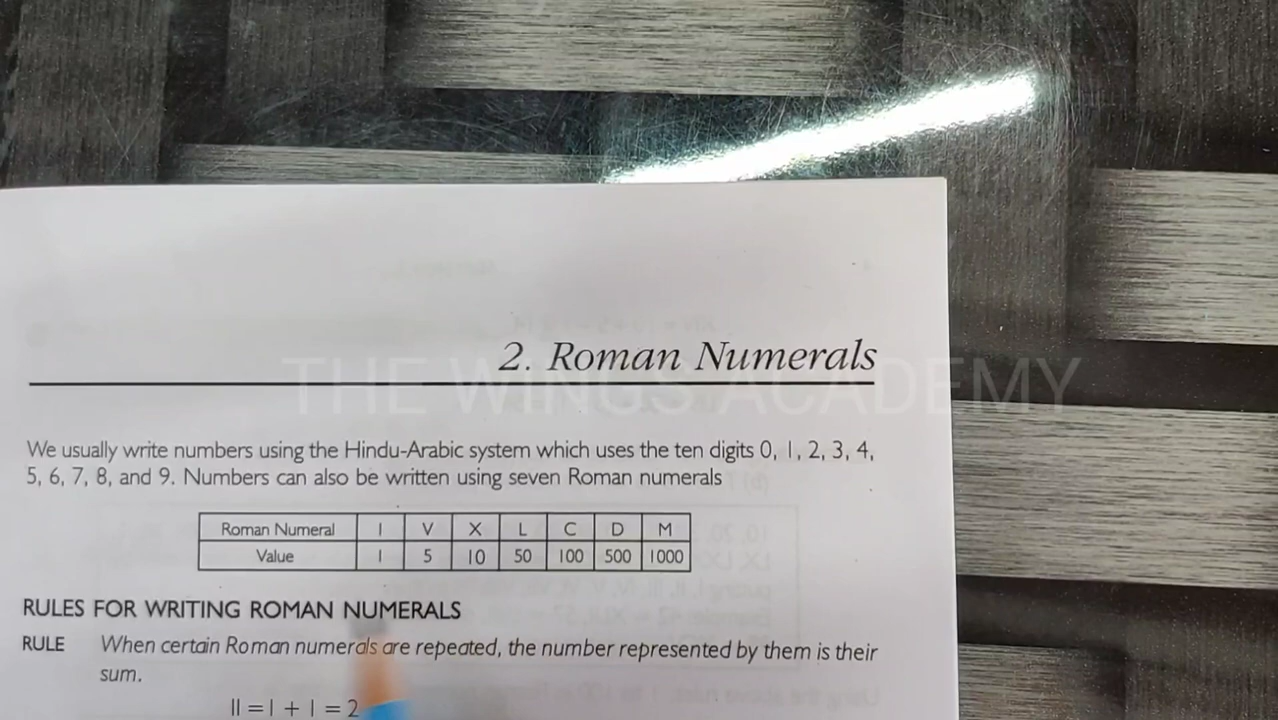 2. Roman Numerals
THE WINGS ACADEMY
We usually write numbers using the Hindu-Arabic system which uses the ten digits 0, 1, 2, 3, 4,
5, 6, 7, 8, and 9. Numbers can also be written using seven Roman numerals
Roman Numeral I V X L C D M
Value 1 5 10 50 100 500 1000
RULES FOR WRITING ROMAN NUMERALS
RULE When certain Roman numerals are repeated, the number represented by them is their
sum.
II = I + I = 2